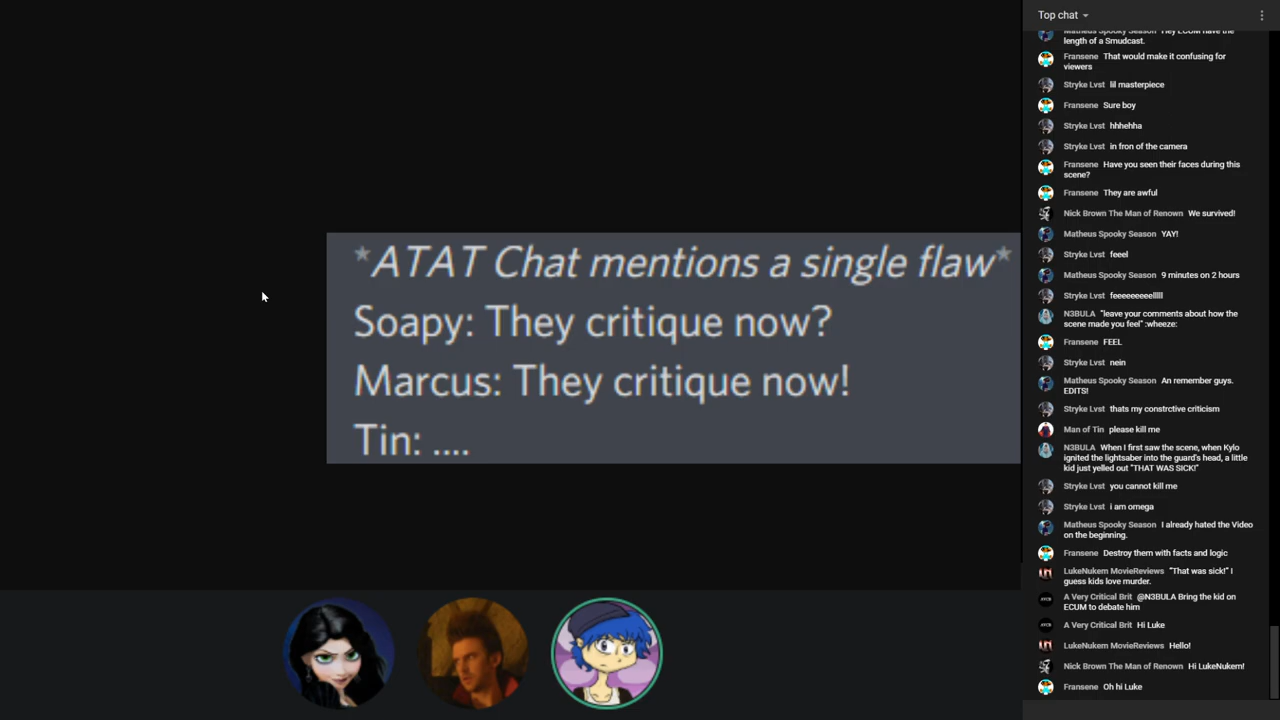 Top chat
Matheus Spooky Season They ECUM have the
length of a Smudcast.
Fransene That would make it confusing for
viewers
Stryke Lvst lil masterpiece
Fransene Sure boy
Stryke Lvst hhhehha
Stryke Lvst in fron of the camera
Fransene Have you seen their faces during this
scene?
Fransene They are awful
Nick Brown The Man of Renown We survived!
Matheus Spooky Season YAY!
Stryke Lvst feeel
Matheus Spooky Season 9 minutes on 2 hours
Stryke Lvst feeeeeeeeelllll
N3BULA "leave your comments about how the
scene made you feel" :wheeze:
Fransene FEEL
Stryke Lvst nein
Matheus Spooky Season An remember guys.
EDITS!
Stryke Lvst thats my constrctive criticism
Man of Tin please kill me
N3BULA When I first saw the scene, when Kylo
ignited the lightsaber into the guard's head, a little
kid just yelled out "THAT WAS SICK!"
Stryke Lvst you cannot kill me
Stryke Lvst i am omega
Matheus Spooky Season I already hated the Video
on the beginning.
Fransene Destroy them with facts and logic
LukeNukem MovieReviews "That was sick!" I
guess kids love murder.
A Very Critical Brit @N3BULA Bring the kid on
ECUM to debate him
A Very Critical Brit Hi Luke
LukeNukem MovieReviews Hello!
Nick Brown The Man of Renown Hi LukeNukem!
Fransene Oh hi Luke
*ATAT Chat mentions a single flaw*
Soapy: They critique now?
Marcus: They critique now!
Tin: ....
AYCB
AYCB